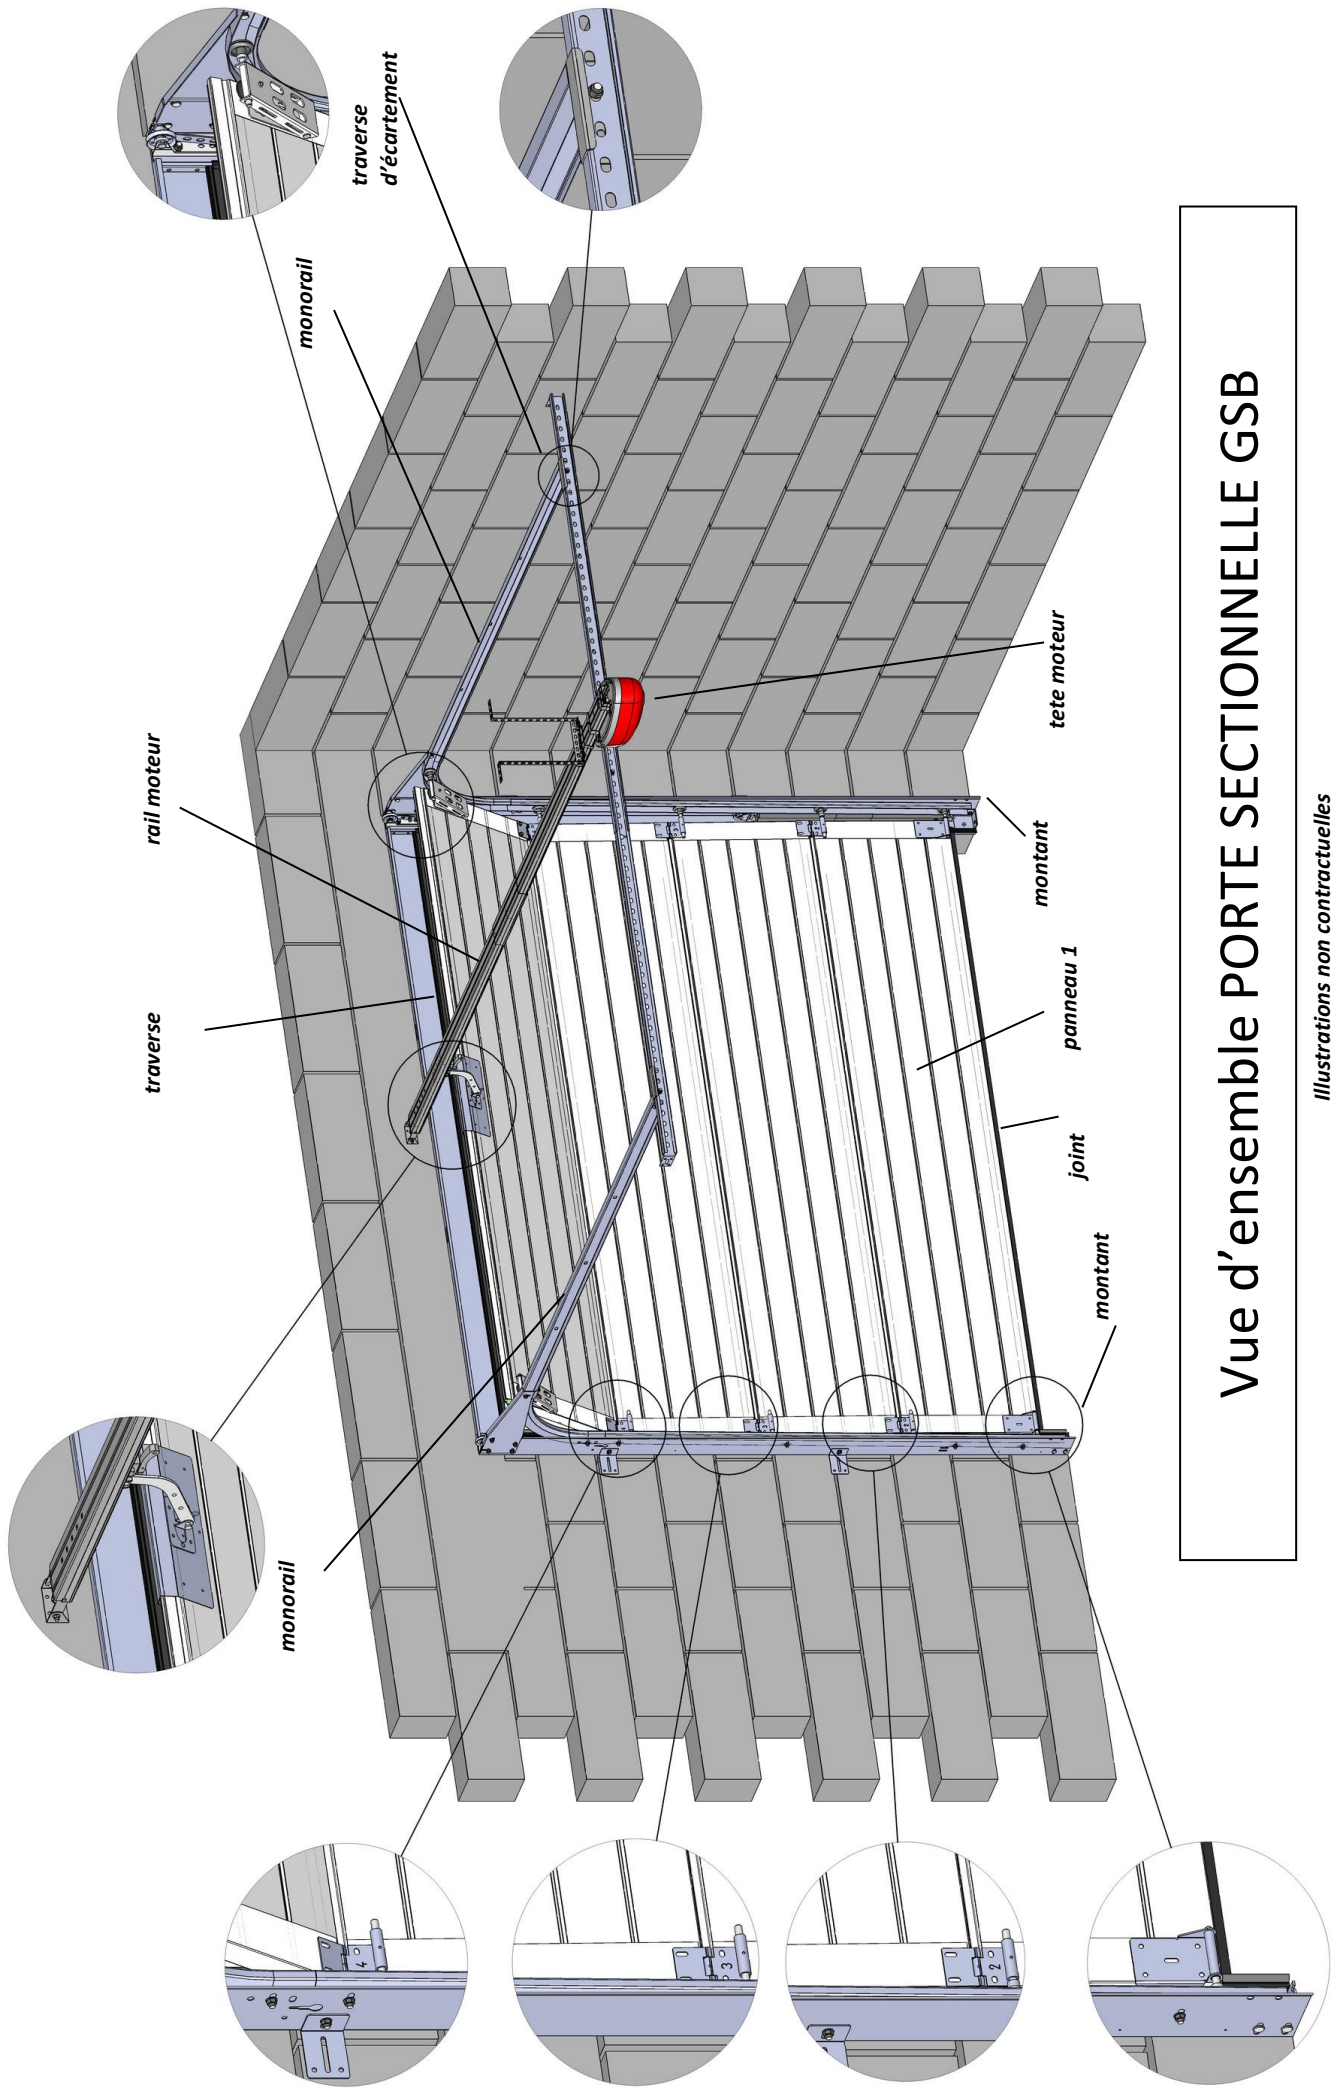 traverse
d'écartement
monorail
rail moteur
traverse
monorail
tete moteur
montant
panneau 1
joint
montant
4
3
2
Vue d'ensemble PORTE SECTIONNELLE GSB
Illustrations non contractuelles